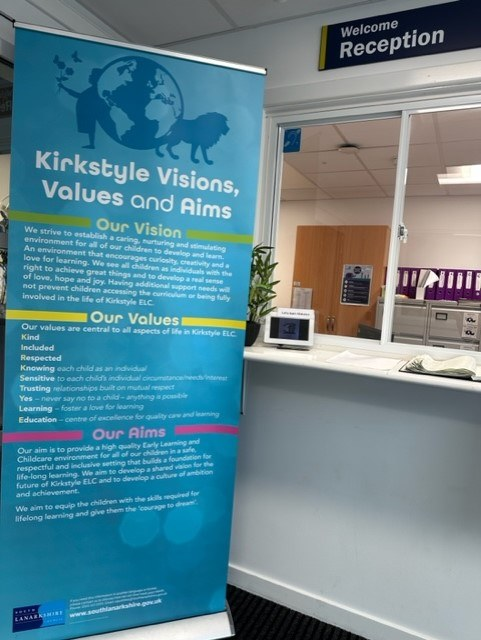 Welcome
Reception
Kirkstyle Visions,
Values and Aims
Our Vision
We strive to establish a caring, nurturing and stimulating
environment for all of our children to develop and learn.
An environment that encourages curiosity, creativity and a
love for learning. We see all children as individuals with the
right to achieve great things and to develop a real sense
of love, hope and joy. Having additional support needs will
not prevent children accessing the curriculum or being fully
involved in the life of Kirkstyle ELC.
Our Values
Our values are central to all aspects of life in Kirkstyle ELC.
Kind
Included
Respected
Knowing each child as an individual
Sensitive to each child's individual circumstance/needs/interest
Trusting relationships built on mutual respect
Yes – never say no to a child – anything is possible
Learning – foster a love for learning
Education – centre of excellence for quality care and learning
Our Aims
Our aim is to provide a high quality Early Learning and
Childcare environment for all of our children in a safe,
respectful and inclusive setting that builds a foundation for
life-long learning. We aim to develop a shared vision for the
future of Kirkstyle ELC and to develop a culture of ambition
and achievement.
We aim to equip the children with the skills required for
lifelong learning and give them the 'courage to dream'.
SOUTH
LANARKSHIRE
www.southlanarkshire.gov.uk